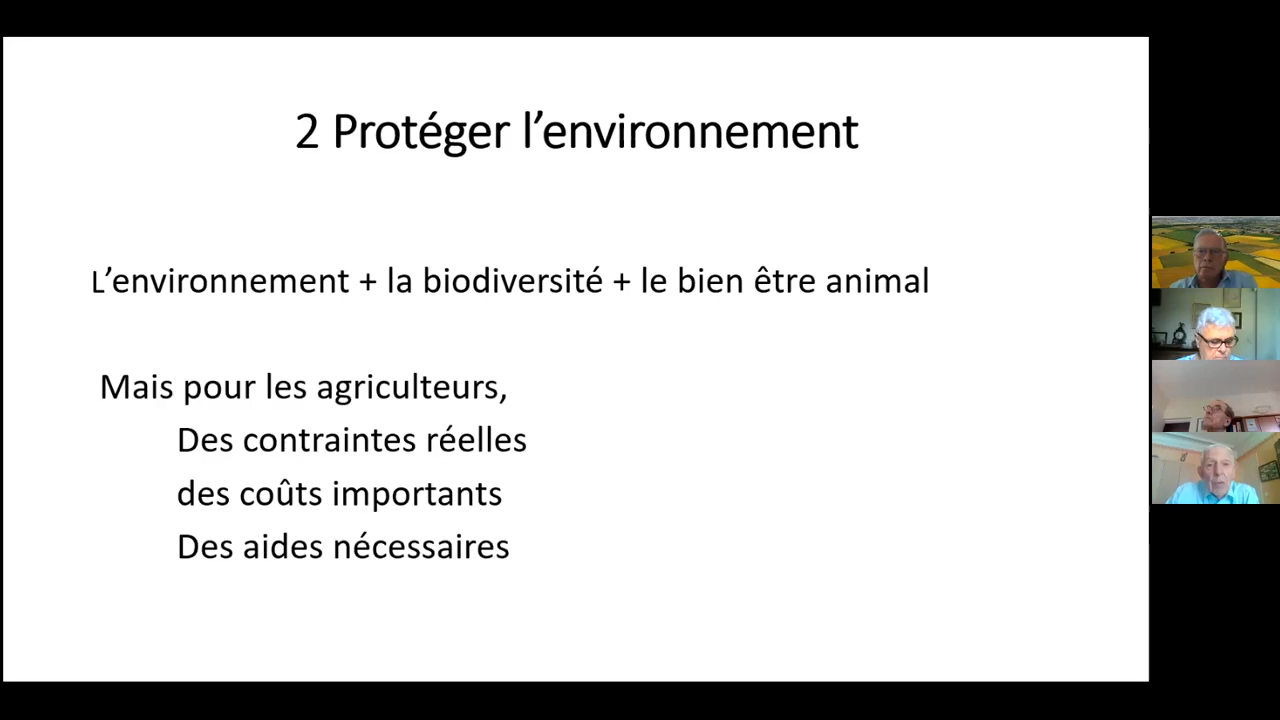 2 Protéger l’environnement
L’environnement + la biodiversité + le bien être animal
Mais pour les agriculteurs,
Des contraintes réelles
des coûts importants
Des aides nécessaires